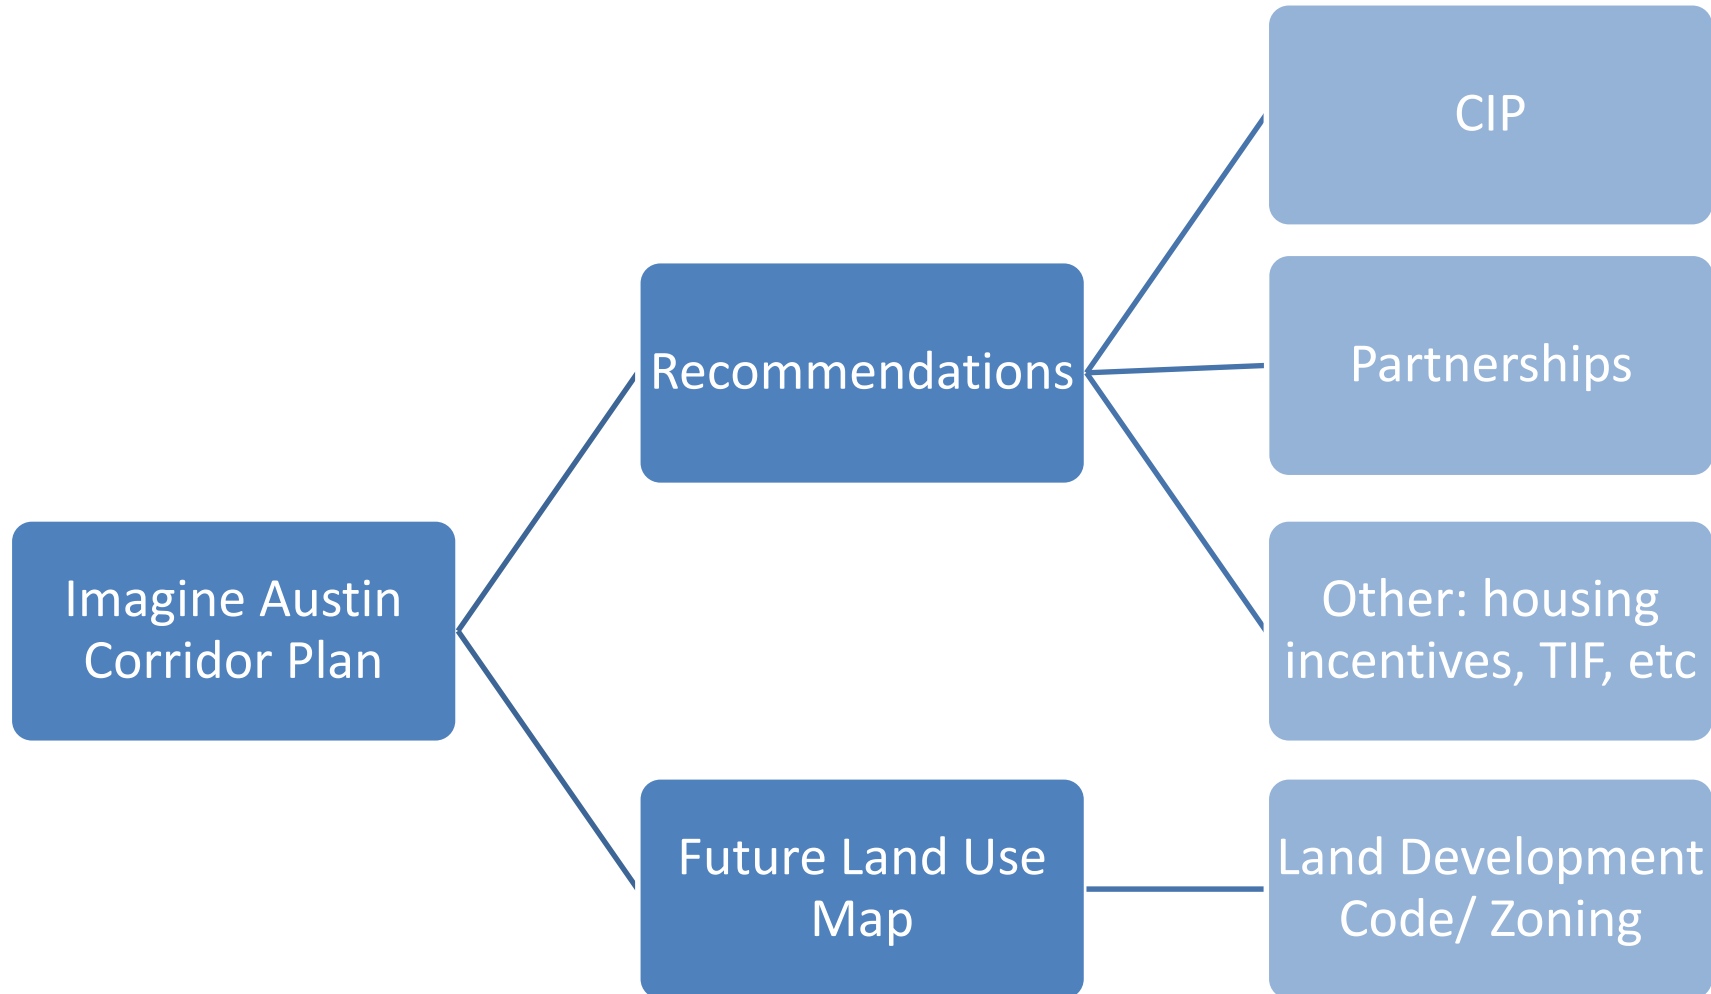 CIP
Recommendations
Partnerships
Imagine Austin
Corridor Plan
Other: housing
incentives, TIF, etc
Future Land Use
Map
Land Development
Code/ Zoning